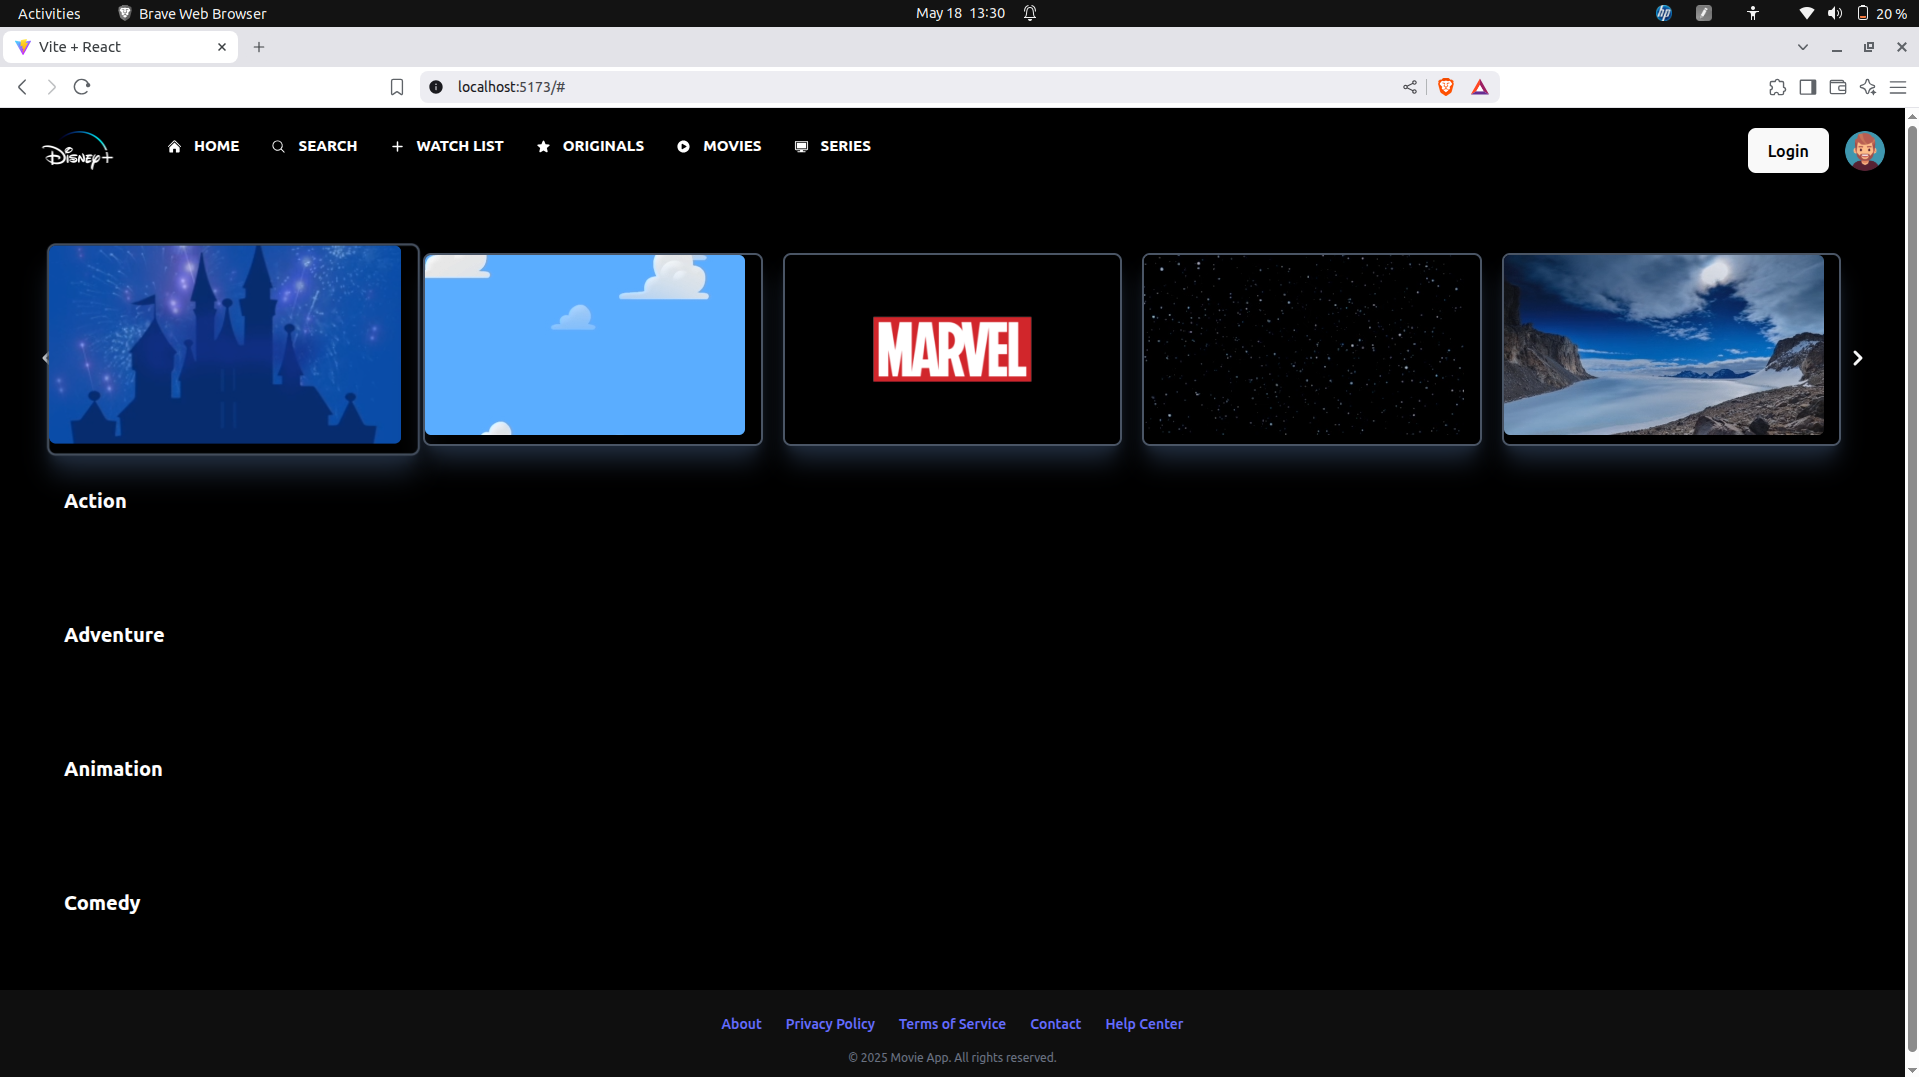 Activities Brave Web Browser May 18 13:30 hp 20 %
Vite + React
localhost:5173/#
Disney+ HOME SEARCH WATCH LIST ORIGINALS MOVIES SERIES Login
MARVEL
Action
Adventure
Animation
Comedy
About Privacy Policy Terms of Service Contact Help Center
© 2025 Movie App. All rights reserved.